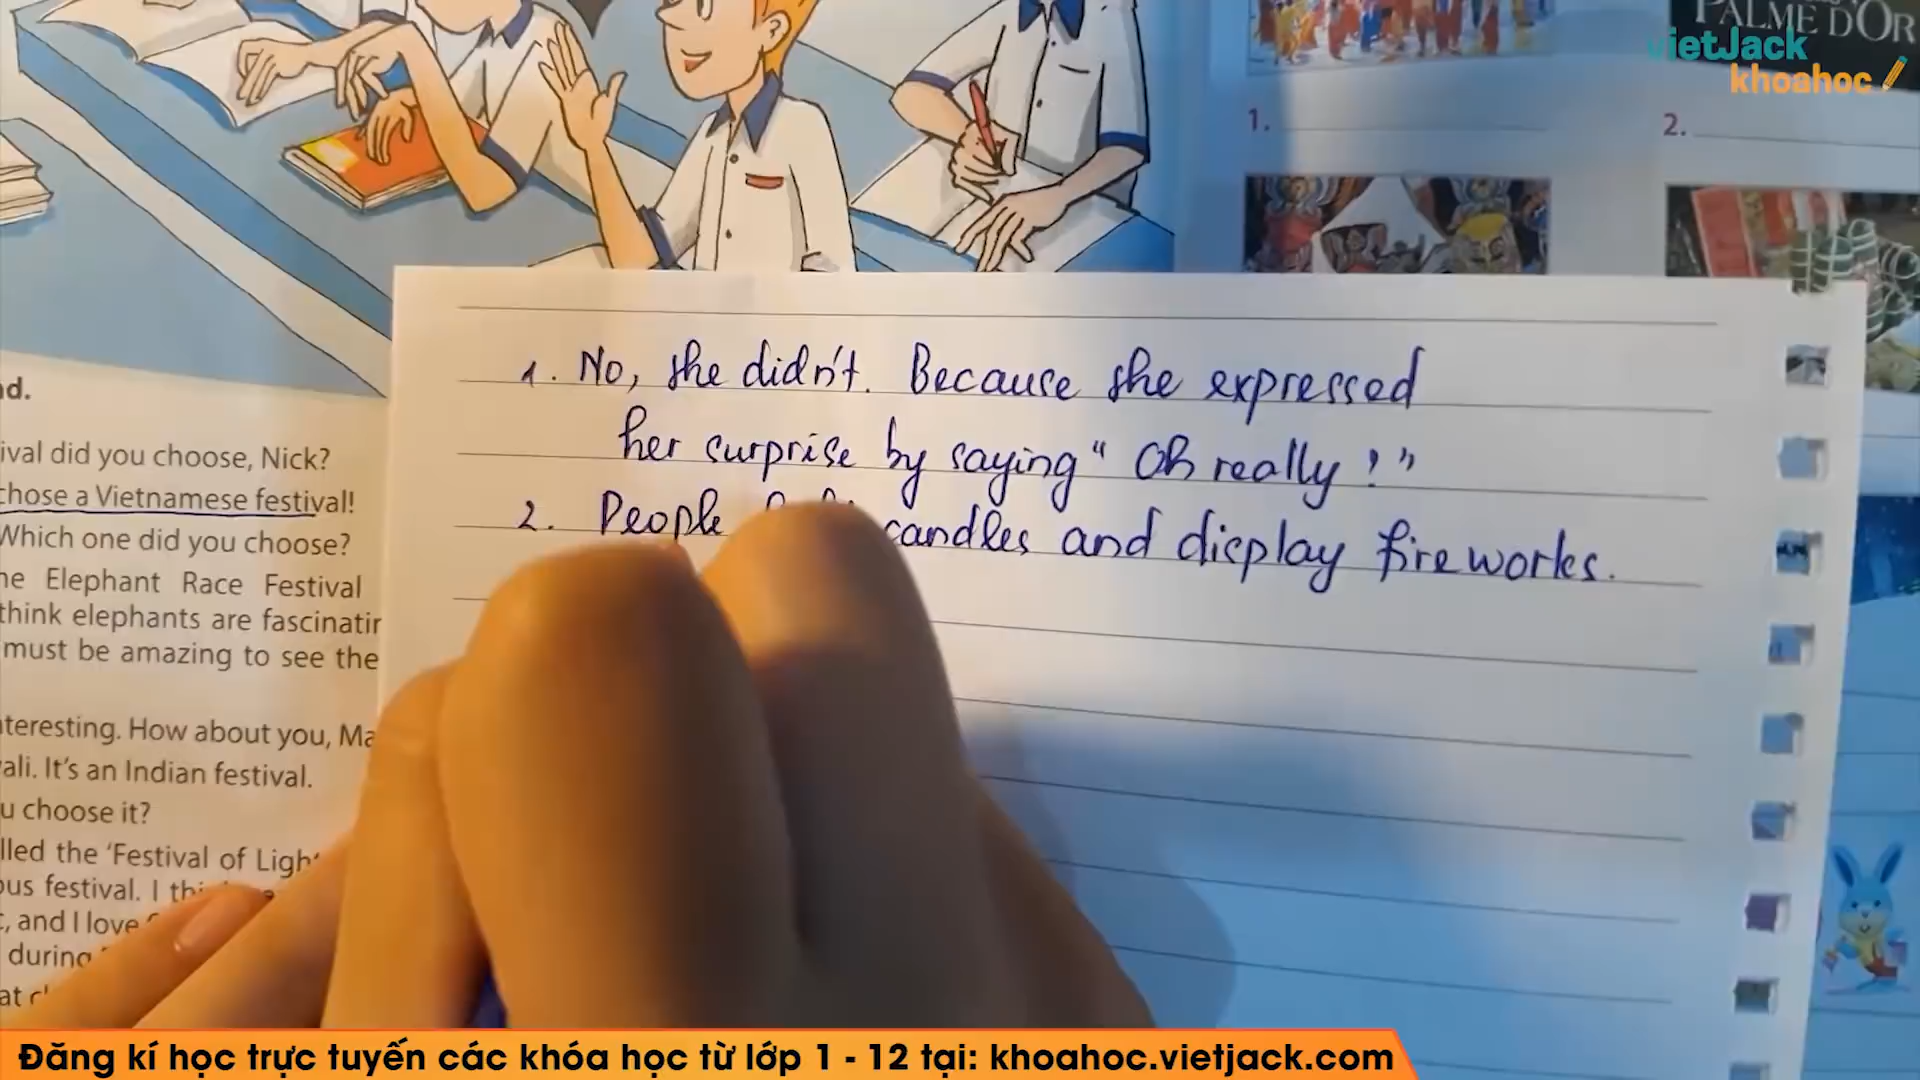 PALME D'OR
vietJack
khoahoc
1.
2.
1. No, she didn't. Because she expressed
her surprise by saying " Oh really ! "
2. People candles and display fireworks.
nd.
ival did you choose, Nick?
chose a Vietnamese festival!
Which one did you choose?
he Elephant Race Festival
think elephants are fascinatin
must be amazing to see the
nteresting. How about you, Ma
ali. It's an Indian festival.
u choose it?
lled the 'Festival of Ligh
ous festival. I thi
, and I love
during
at
Đăng kí học trực tuyến các khóa học từ lớp 1 - 12 tại: khoahoc.vietjack.com